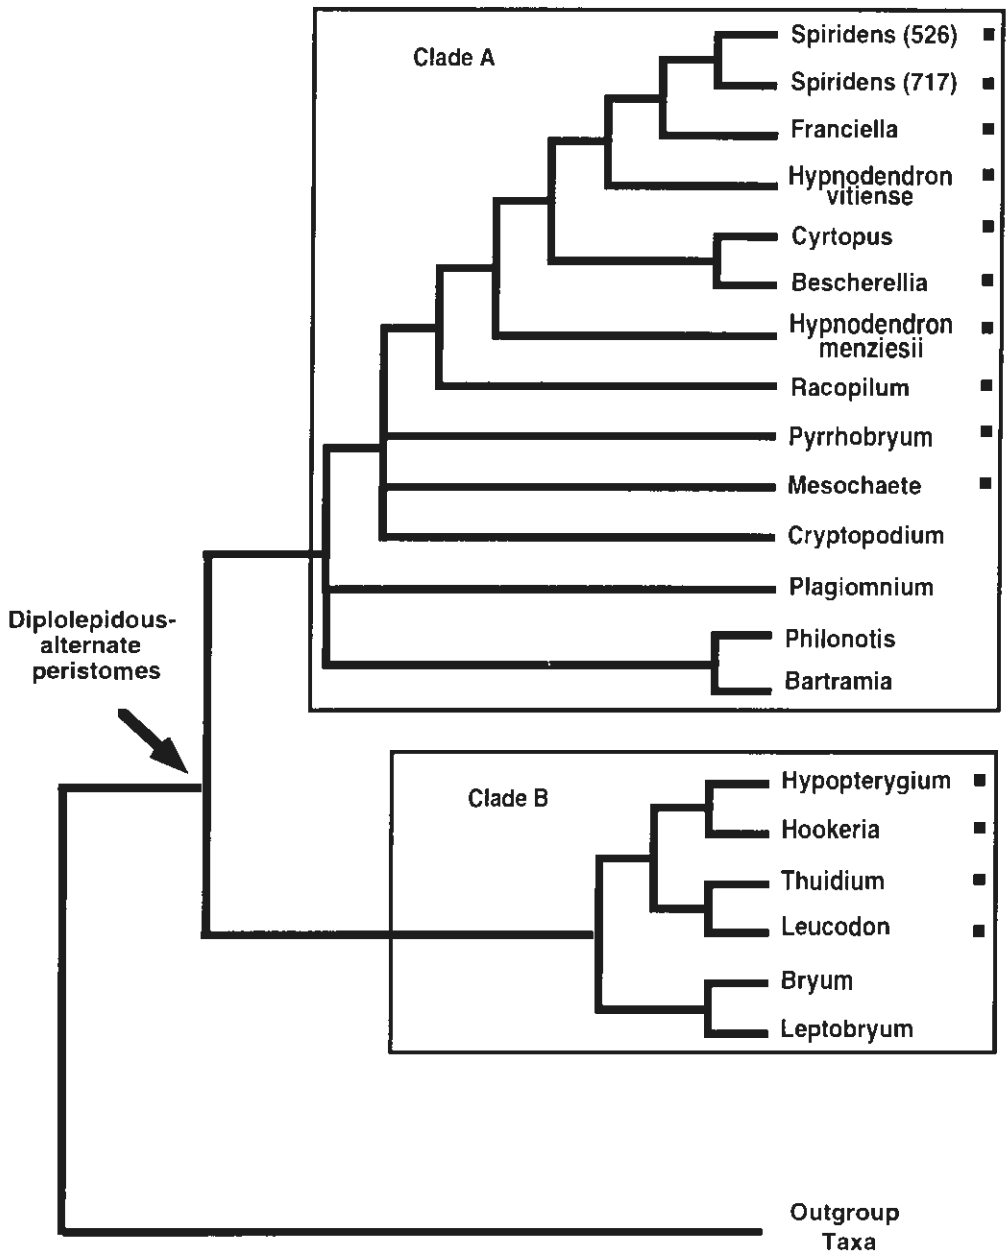 Clade A
Spiridens (526)
Spiridens (717)
Franciella
Hypnodendron
vitiense
Cyrtopus
Bescherellia
Hypnodendron
menziesii
Racopilum
Pyrrhobryum
Mesochaete
Cryptopodium
Plagiomnium
Philonotis
Bartramia
Diplolepidous-
alternate
peristomes
Clade B
Hypopterygium
Hookeria
Thuidium
Leucodon
Bryum
Leptobryum
Outgroup
Taxa